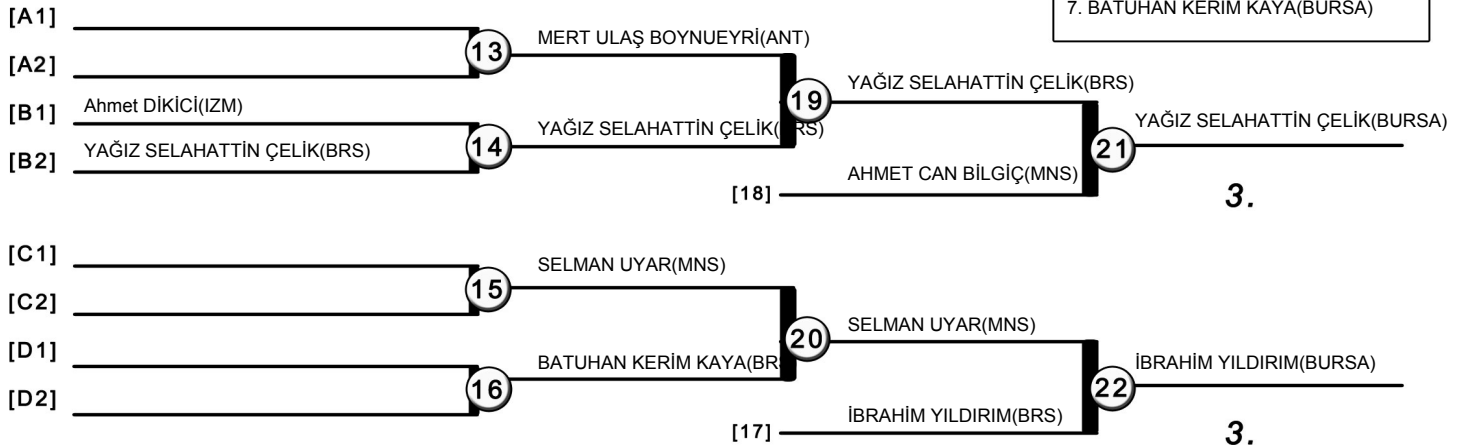 7. BATUHAN KERİM KAYA(BURSA)
[A1]
[A2]
13
MERT ULAŞ BOYNUEYRİ(ANT)
[B1]
Ahmet DİKİCİ(IZM)
[B2]
YAĞIZ SELAHATTİN ÇELİK(BRS)
14
YAĞIZ SELAHATTİN ÇELİK(BRS)
19
YAĞIZ SELAHATTİN ÇELİK(BRS)
[18]
AHMET CAN BİLGİÇ(MNS)
21
YAĞIZ SELAHATTİN ÇELİK(BURSA)
3.
[C1]
[C2]
15
SELMAN UYAR(MNS)
[D1]
[D2]
16
BATUHAN KERİM KAYA(BRS
20
SELMAN UYAR(MNS)
[17]
İBRAHİM YILDIRIM(BRS)
22
İBRAHİM YILDIRIM(BURSA)
3.